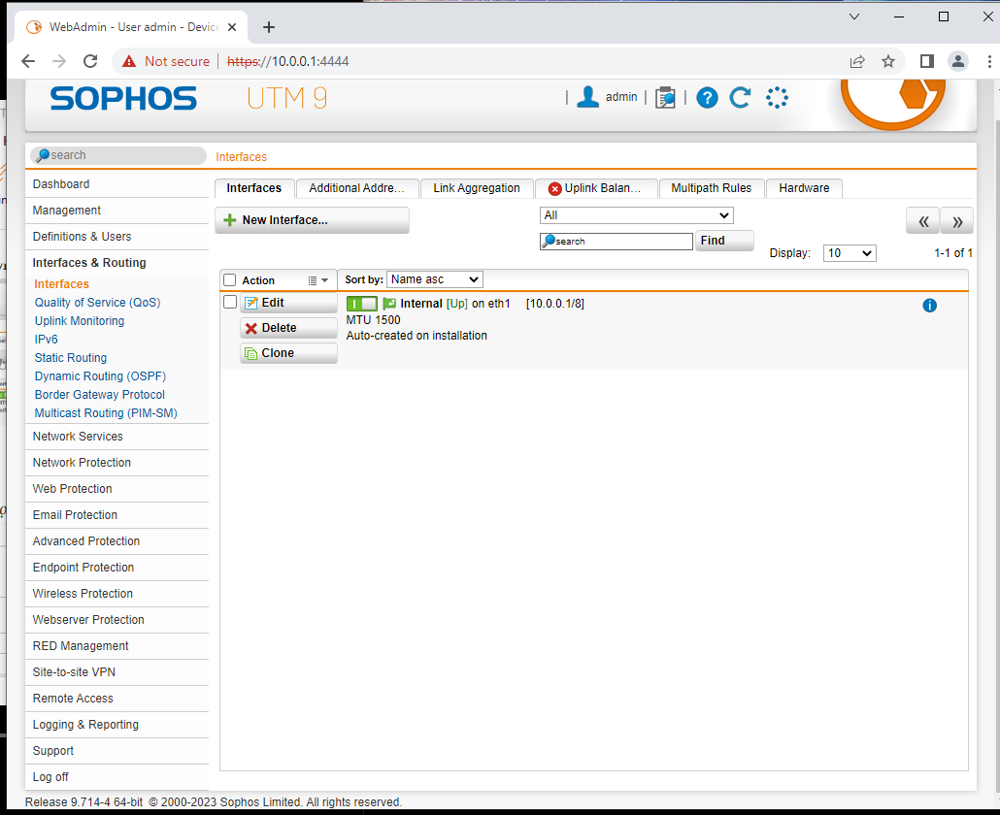 WebAdmin - User admin - Device
Not secure | https://10.0.0.1:4444
SOPHOS UTM 9
| admin | |
search
Interfaces
Dashboard
Management
Definitions & Users
Interfaces & Routing
Interfaces
Quality of Service (QoS)
Uplink Monitoring
IPv6
Static Routing
Dynamic Routing (OSPF)
Border Gateway Protocol
Multicast Routing (PIM-SM)
Network Services
Network Protection
Web Protection
Email Protection
Advanced Protection
Endpoint Protection
Wireless Protection
Webserver Protection
RED Management
Site-to-site VPN
Remote Access
Logging & Reporting
Support
Log off
Interfaces Additional Addre... Link Aggregation Uplink Balan... Multipath Rules Hardware
New Interface...
All
search Find
Display: 10 1-1 of 1
Action Sort by: Name asc
Edit Internal [Up] on eth1 [10.0.0.1/8]
MTU 1500
Delete
Auto-created on installation
Clone
Release 9.714-4 64-bit © 2000-2023 Sophos Limited. All rights reserved.